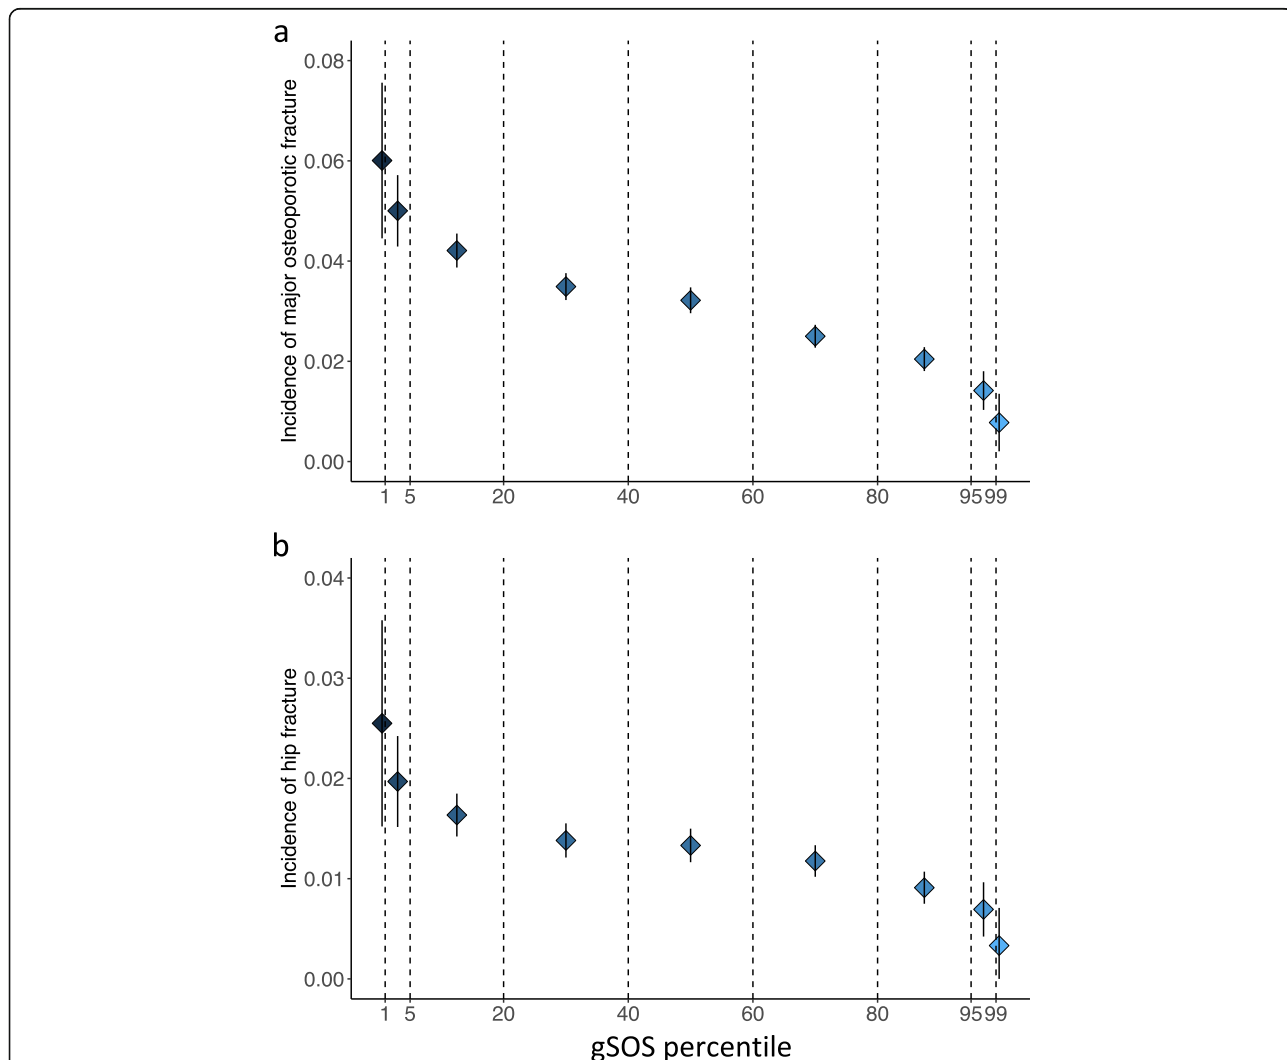 a
Incidence of major osteoporotic fracture
0.08
0.06
0.04
0.02
0.00
1 5 20 40 60 80 95 99
b
Incidence of hip fracture
0.04
0.03
0.02
0.01
0.00
1 5 20 40 60 80 95 99
gSOS percentile